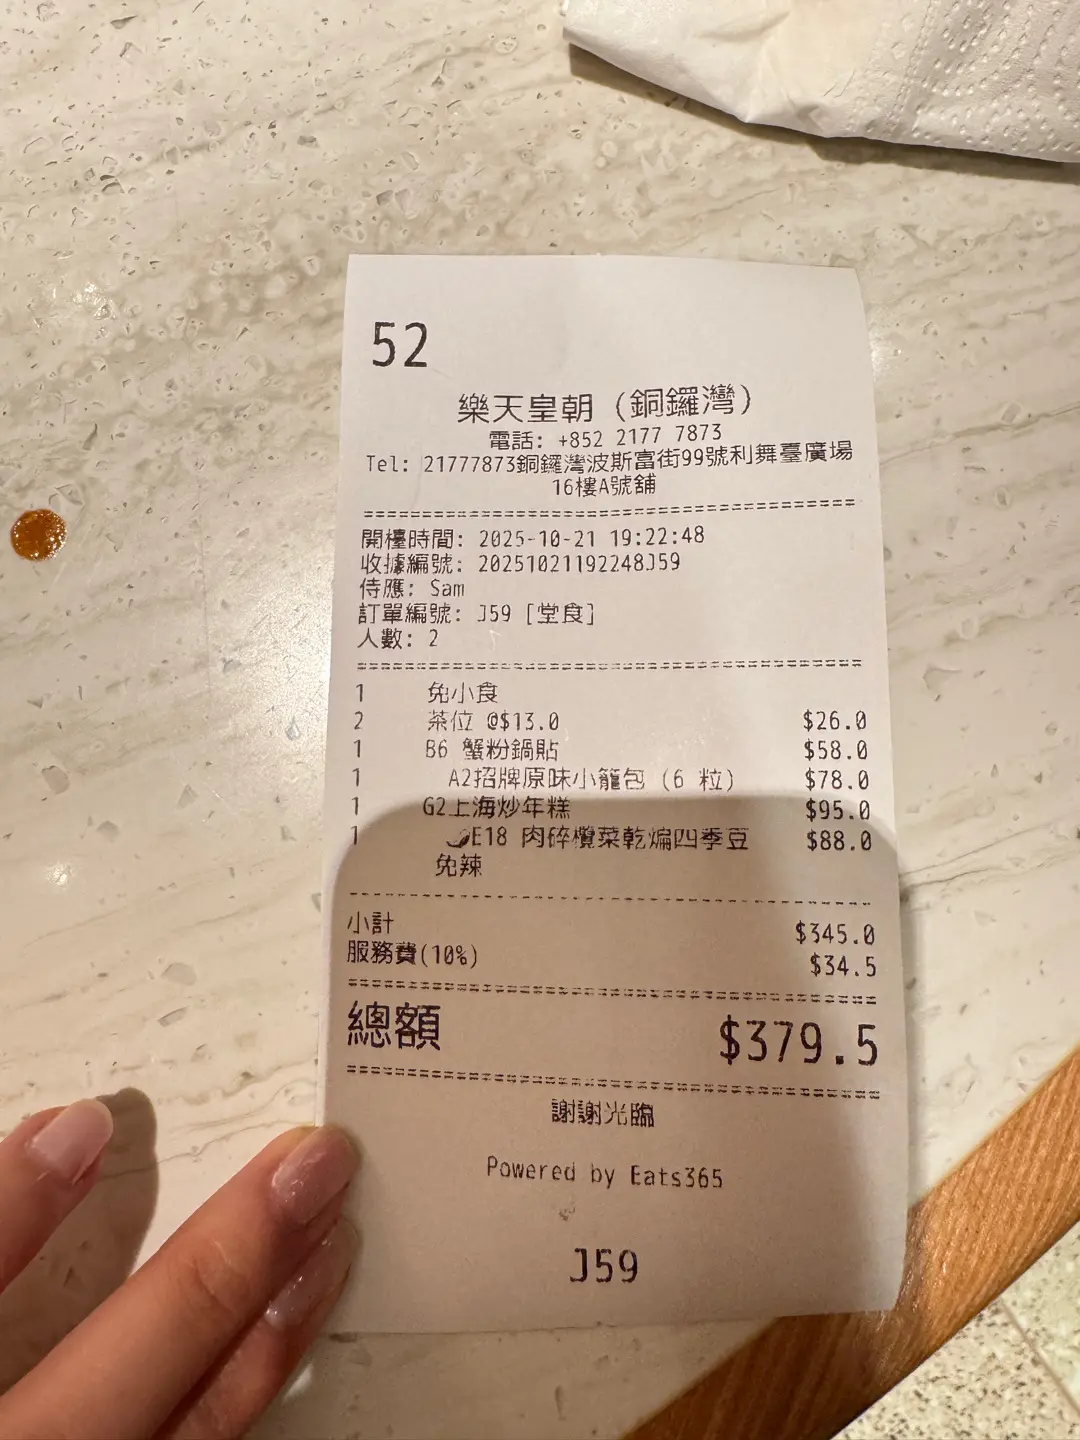 52
樂天皇朝 (銅鑼灣)
電話: +852 2177 7873
Tel: 21777873銅鑼灣波斯富街99號利舞臺廣場
16樓A號舖
開檯時間: 2025-10-21 19:22:48
收據編號: 20251021192248J59
侍應: Sam
訂單編號: J59 [堂食]
人數: 2
1 免小食
2 茶位 @$13.0 $26.0
1 B6 蟹粉鍋貼 $58.0
1 A2招牌原味小籠包 (6 粒) $78.0
1 G2上海炒年糕 $95.0
1 🌶E18 肉碎欖菜乾煸四季豆 $88.0
免辣
小計 $345.0
服務費(10%) $34.5
總額 $379.5
謝謝光臨
Powered by Eats365
J59